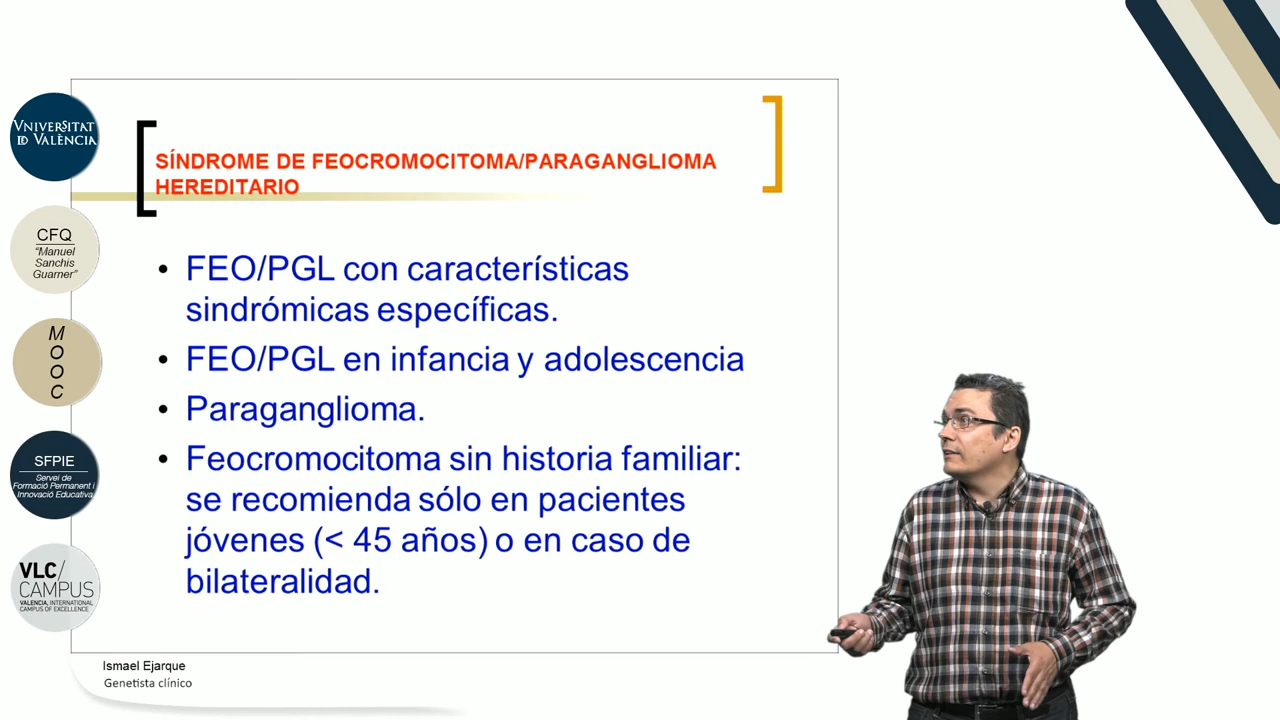 VNIVERSITAT
ID VALÈNCIA
CFQ
“Manuel
Sanchis
Guarner”
M
O
O
C
SFPIE
Servei de
Formació Permanent i
Innovació Educativa
VLC/
CAMPUS
VALENCIA, INTERNATIONAL
CAMPUS OF EXCELLENCE
SÍNDROME DE FEOCROMOCITOMA/PARAGANGLIOMA
HEREDITARIO
• FEO/PGL con características
sindrómicas específicas.
• FEO/PGL en infancia y adolescencia
• Paraganglioma.
• Feocromocitoma sin historia familiar:
se recomienda sólo en pacientes
jóvenes (< 45 años) o en caso de
bilateralidad.
Ismael Ejarque
Genetista clínico